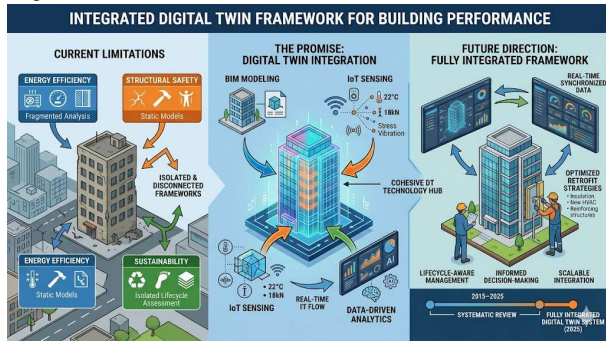 INTEGRATED DIGITAL TWIN FRAMEWORK FOR BUILDING PERFORMANCE
CURRENT LIMITATIONS
ENERGY EFFICIENCY
Fragmented Analysis
STRUCTURAL SAFETY
Static Models
ISOLATED &
DISCONNECTED
FRAMEWORKS
ENERGY EFFICIENCY
Static Models
SUSTAINABILITY
Isolated Lifecycle
Assessment
THE PROMISE:
DIGITAL TWIN INTEGRATION
BIM MODELING
IoT SENSING
22°C
18kN
Stress
Vibration
COHESIVE DT
TECHNOLOGY HUB
• 22°C
• 18kN
IoT SENSING
REAL-TIME
IT FLOW
AI
DATA-DRIVEN
ANALYTICS
FUTURE DIRECTION:
FULLY INTEGRATED FRAMEWORK
REAL-TIME
SYNCHRONIZED
DATA
OPTIMIZED
RETROFIT
STRATEGIES
• Insulation
• New HVAC
• Reinforcing
structures
LIFECYCLE-AWARE
MANAGEMENT
INFORMED
DECISION-MAKING
SCALABLE
INTEGRATION
2015–2025
SYSTEMATIC REVIEW
FULLY INTEGRATED
DIGITAL TWIN SYSTEM
(2025)